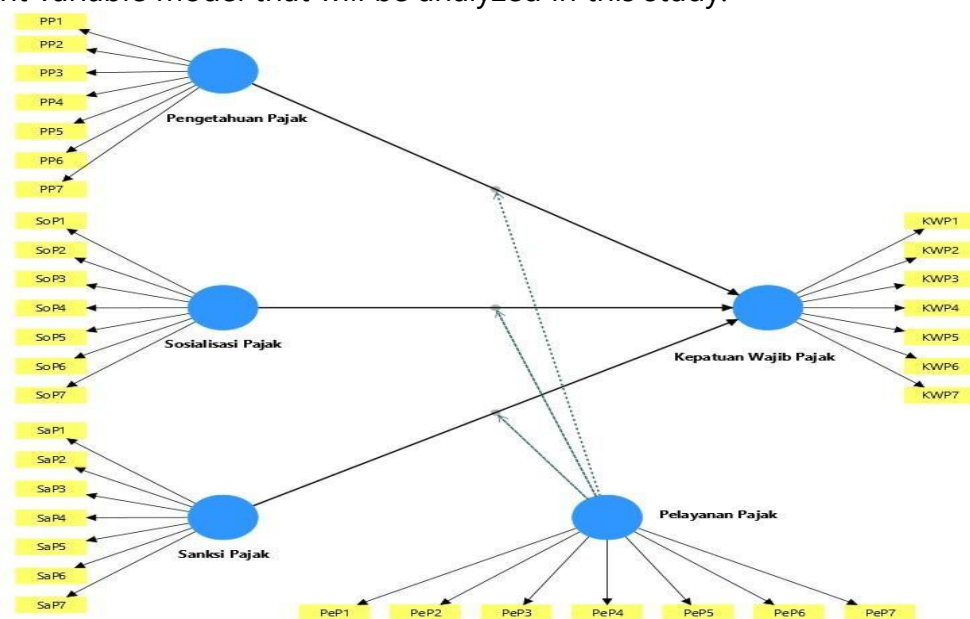 nt variable model that will be analyzed in this study.
PP1
PP2
PP3
PP4
PP5
PP6
PP7
Pengetahuan Pajak
SoP1
SoP2
SoP3
SoP4
SoP5
SoP6
SoP7
Sosialisasi Pajak
SaP1
SaP2
SaP3
SaP4
SaP5
SaP6
SaP7
Sanksi Pajak
KWP1
KWP2
KWP3
KWP4
KWP5
KWP6
KWP7
Kepatuan Wajib Pajak
Pelayanan Pajak
PeP1
PeP2
PeP3
PeP4
PeP5
PeP6
PeP7